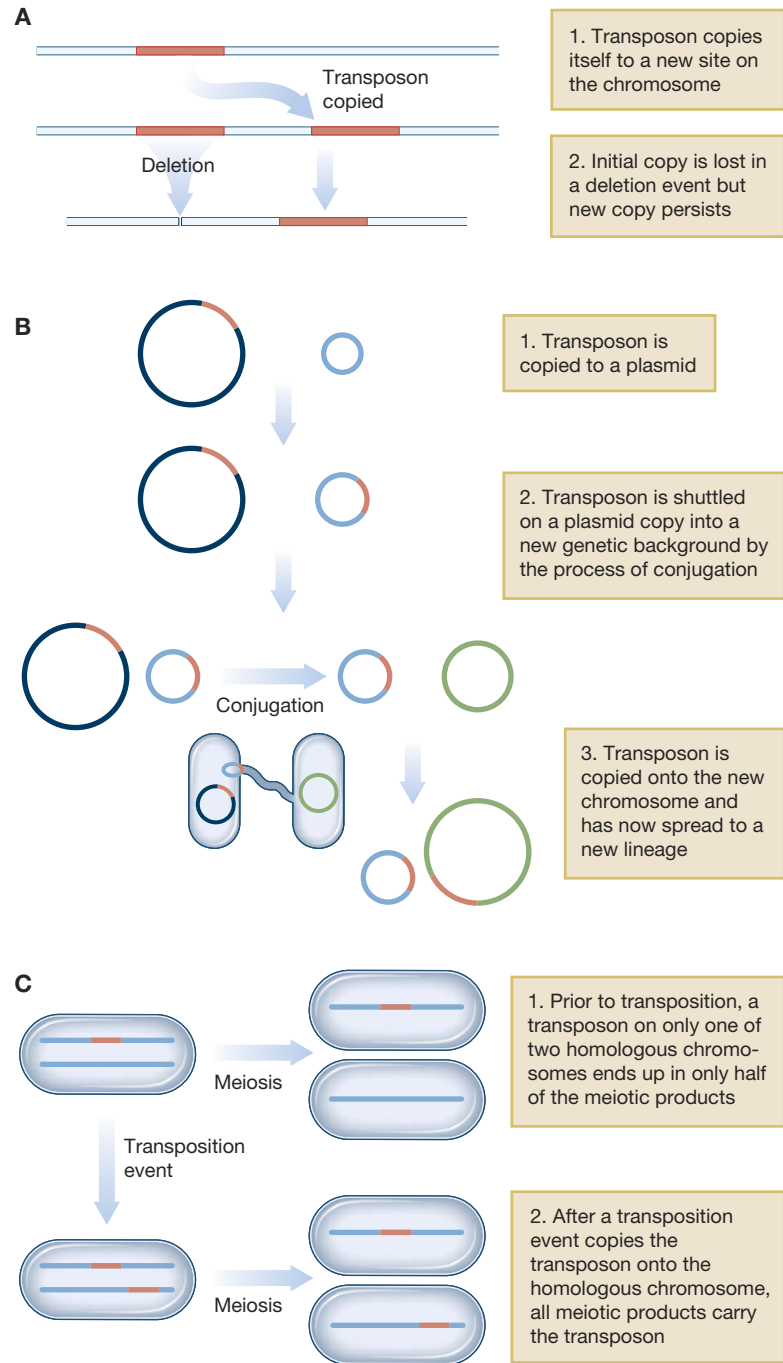 A
Transposon
copied
Deletion
1. Transposon copies
itself to a new site on
the chromosome
2. Initial copy is lost in
a deletion event but
new copy persists
B
1. Transposon is
copied to a plasmid
2. Transposon is shuttled
on a plasmid copy into a
new genetic background by
the process of conjugation
Conjugation
3. Transposon is
copied onto the new
chromosome and
has now spread to a
new lineage
C
Meiosis
Transposition
event
Meiosis
1. Prior to transposition, a
transposon on only one of
two homologous chromo-
somes ends up in only half
of the meiotic products
2. After a transposition
event copies the
transposon onto the
homologous chromosome,
all meiotic products carry
the transposon